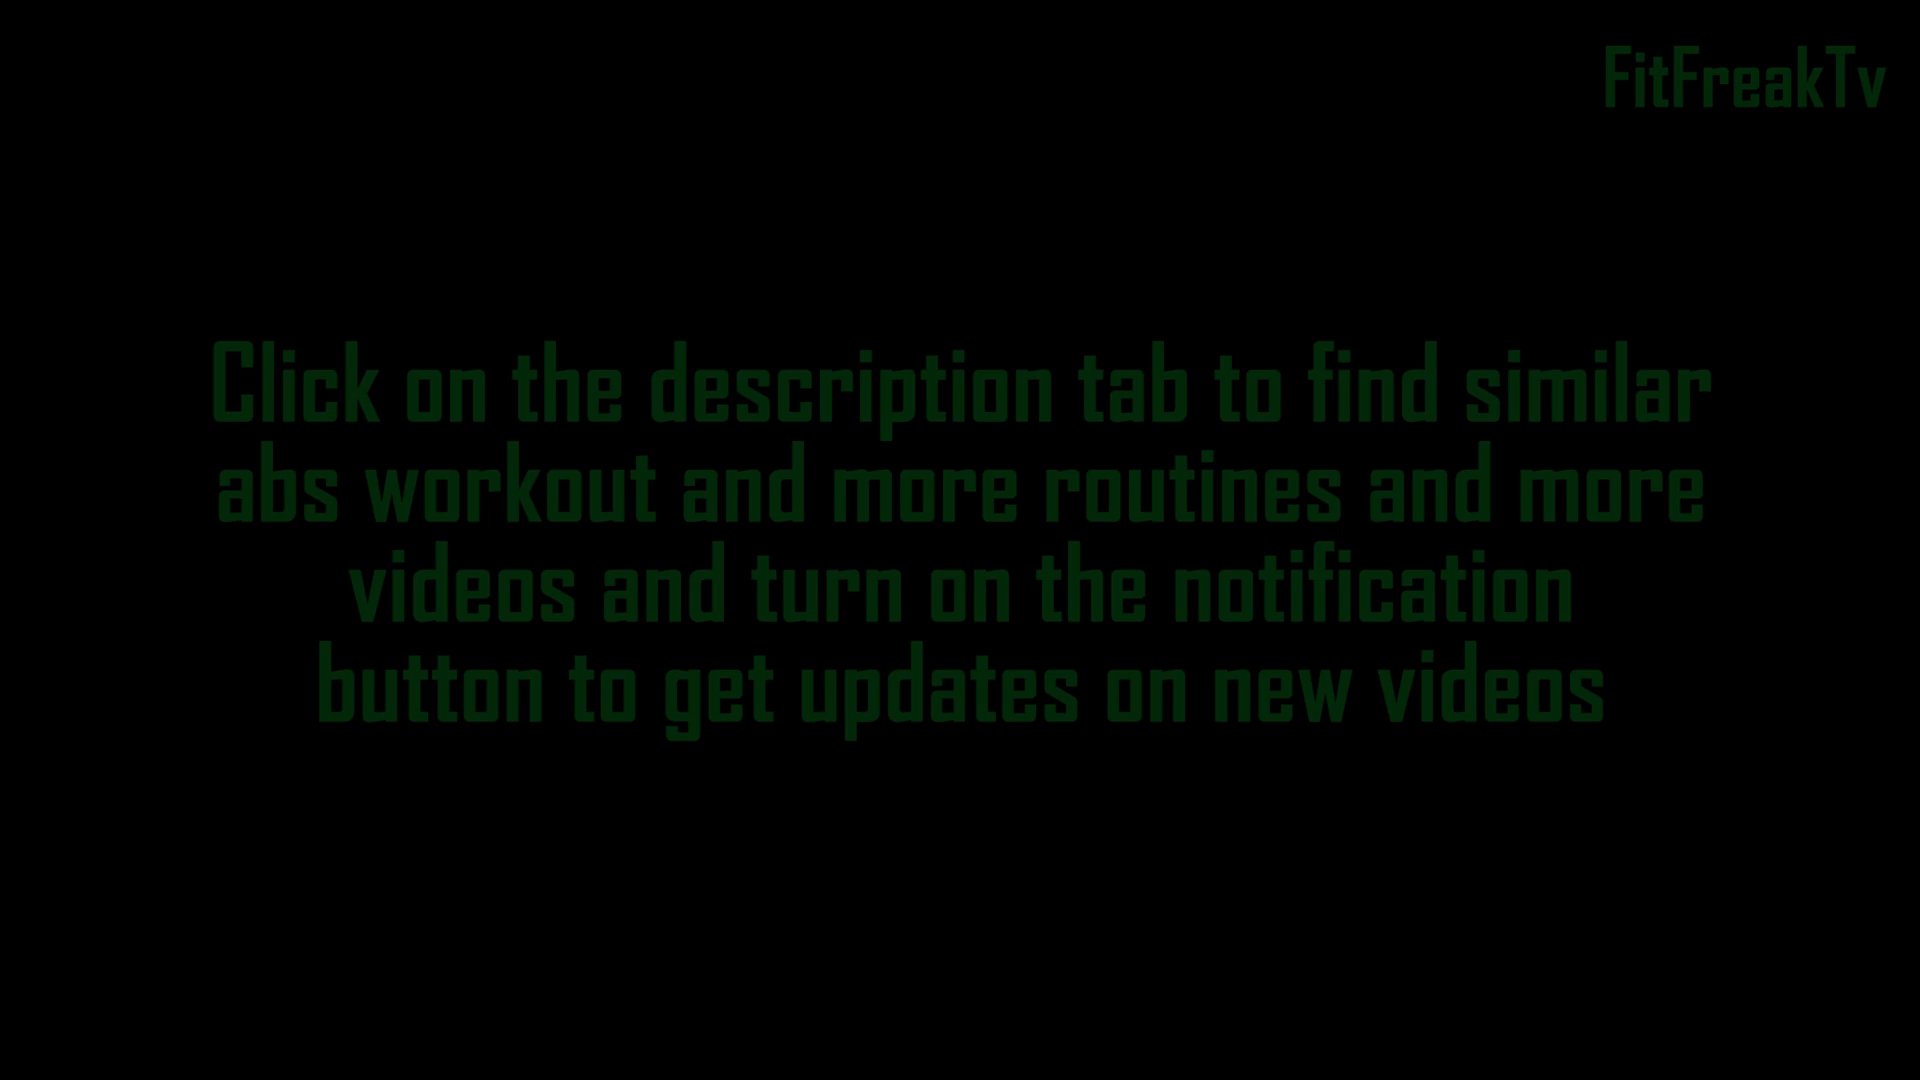 FitFreakTv
Click on the description tab to find similar
abs workout and more routines and more
videos and turn on the notification
button to get updates on new videos